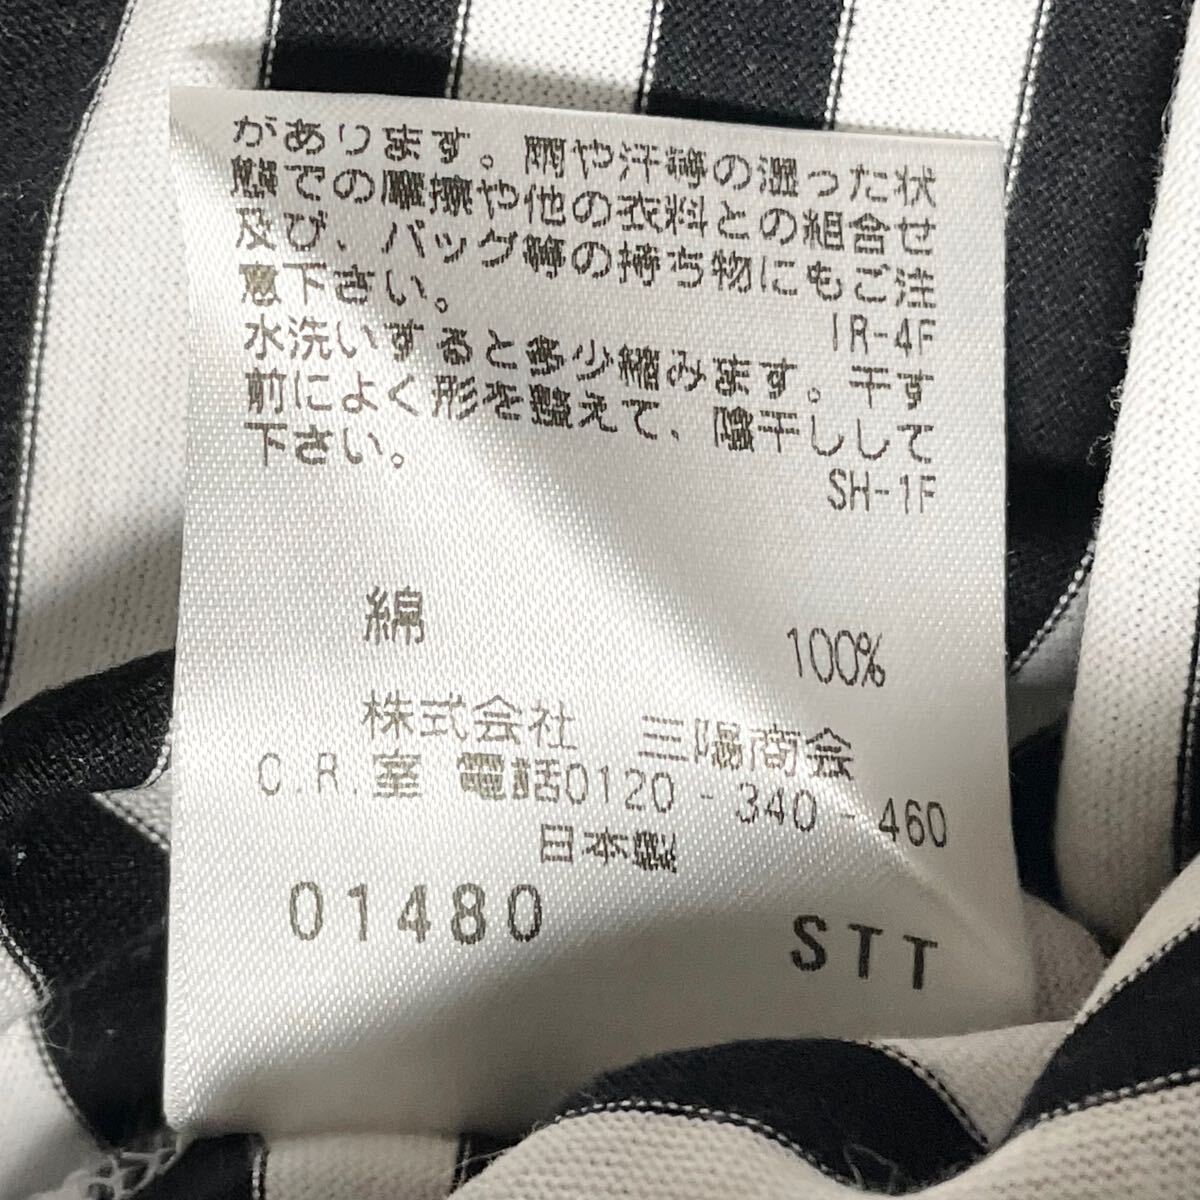 があります。雨や汗等の湿った状
態での摩擦や他の衣料との組合せ
及び、バッグ等の持ち物にもご注
意下さい。
IR-4F
水洗いすると多少縮みます。干す
前によく形を整えて、陰干しして
下さい。
SH-1F
綿 100%
株式会社 三陽商会
C.R.室 電話0120-340-460
日本製
01480 STT